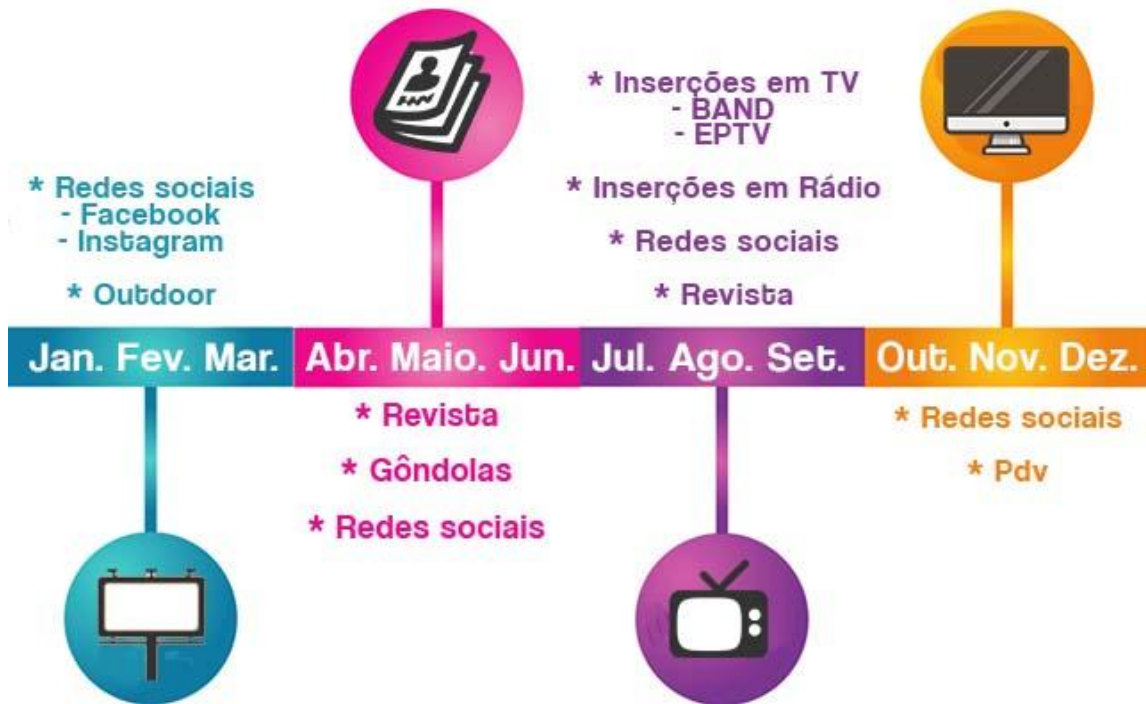 * Redes sociais
- Facebook
- Instagram
* Outdoor
Jan. Fev. Mar.
Abr. Maio. Jun.
* Revista
* Gôndolas
* Redes sociais
* Inserções em TV
- BAND
- EPTV
* Inserções em Rádio
* Redes sociais
* Revista
Jul. Ago. Set.
Out. Nov. Dez.
* Redes sociais
* Pdv